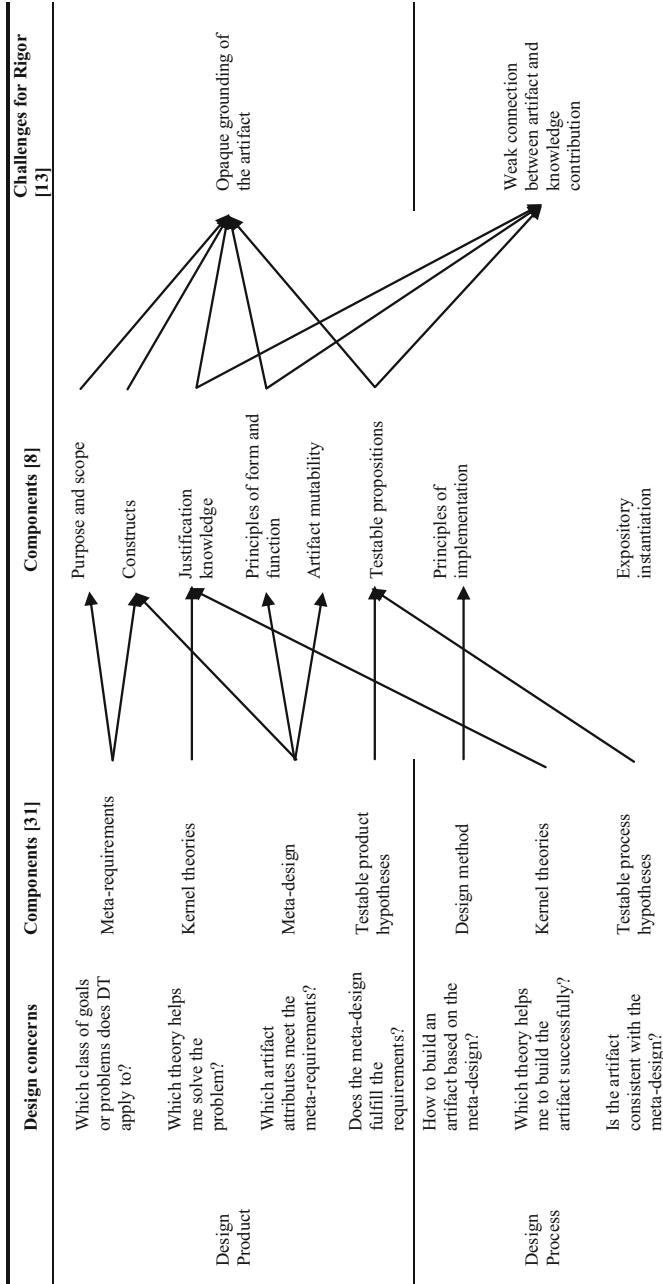 Design concerns
Components [31]
Components [8]
Challenges for Rigor
[13]
Design
Product
Which class of goals
or problems does DT
apply to?
Meta-requirements
Purpose and scope
Constructs
Opaque grounding of
the artifact
Which theory helps
me solve the
problem?
Kernel theories
Justification
knowledge
Which artifact
attributes meet the
meta-requirements?
Meta-design
Principles of form and
function
Artifact mutability
Does the meta-design
fulfill the
requirements?
Testable product
hypotheses
Testable propositions
Design
Process
How to build an
artifact based on the
meta-design?
Design method
Principles of
implementation
Weak connection
between artifact and
knowledge
contribution
Which theory helps
me to build the
artifact successfully?
Kernel theories
Is the artifact
consistent with the
meta-design?
Testable process
hypotheses
Expository
instantiation